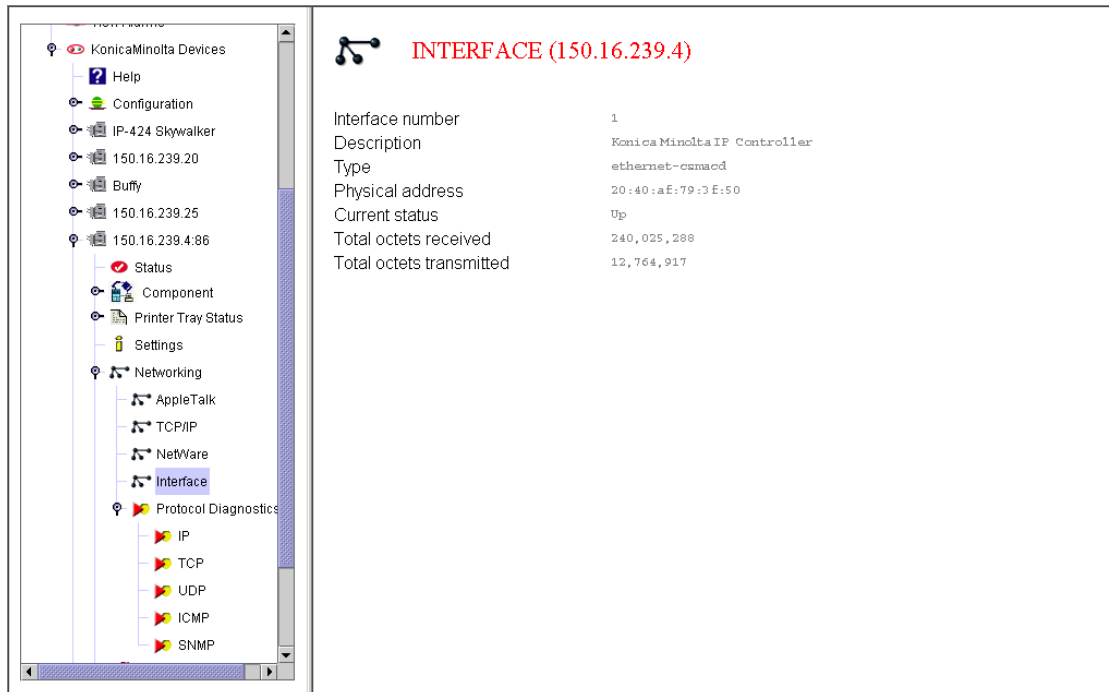 KonicaMinolta Devices
Help
Configuration
IP-424 Skywalker
150.16.239.20
Buffy
150.16.239.25
150.16.239.4:86
Status
Component
Printer Tray Status
Settings
Networking
AppleTalk
TCP/IP
NetWare
Interface
Protocol Diagnostics
IP
TCP
UDP
ICMP
SNMP
INTERFACE (150.16.239.4)
Interface number 1
Description Konica Minolta IP Controller
Type ethernet-csmacd
Physical address 20:40:af:79:3f:50
Current status Up
Total octets received 240,025,288
Total octets transmitted 12,764,917